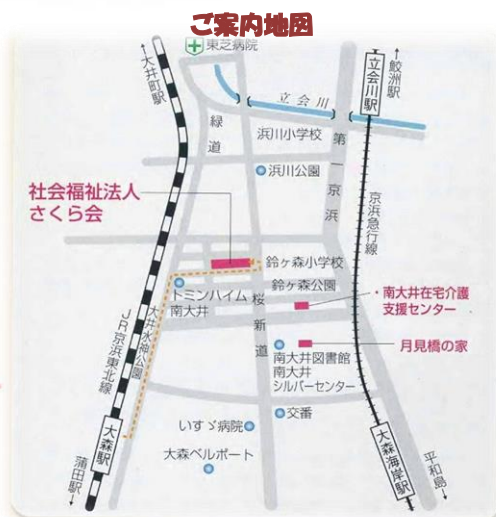 ご案内地図
東芝病院
←大井町駅
鮫洲駅→
立会川駅
立会川
緑道
浜川小学校
第一京浜
浜川公園
京浜急行線
社会福祉法人
さくら会
鈴ヶ森小学校
鈴ヶ森公園
トミンハイム
南大井
桜新道
・南大井在宅介護
支援センター
大井水神公園
JR京浜東北線
月見橋の家
南大井図書館
南大井
シルバーセンター
大森駅
いすゞ病院
交番
大森ベルポート
蒲田駅→
大森海岸駅
平和島→